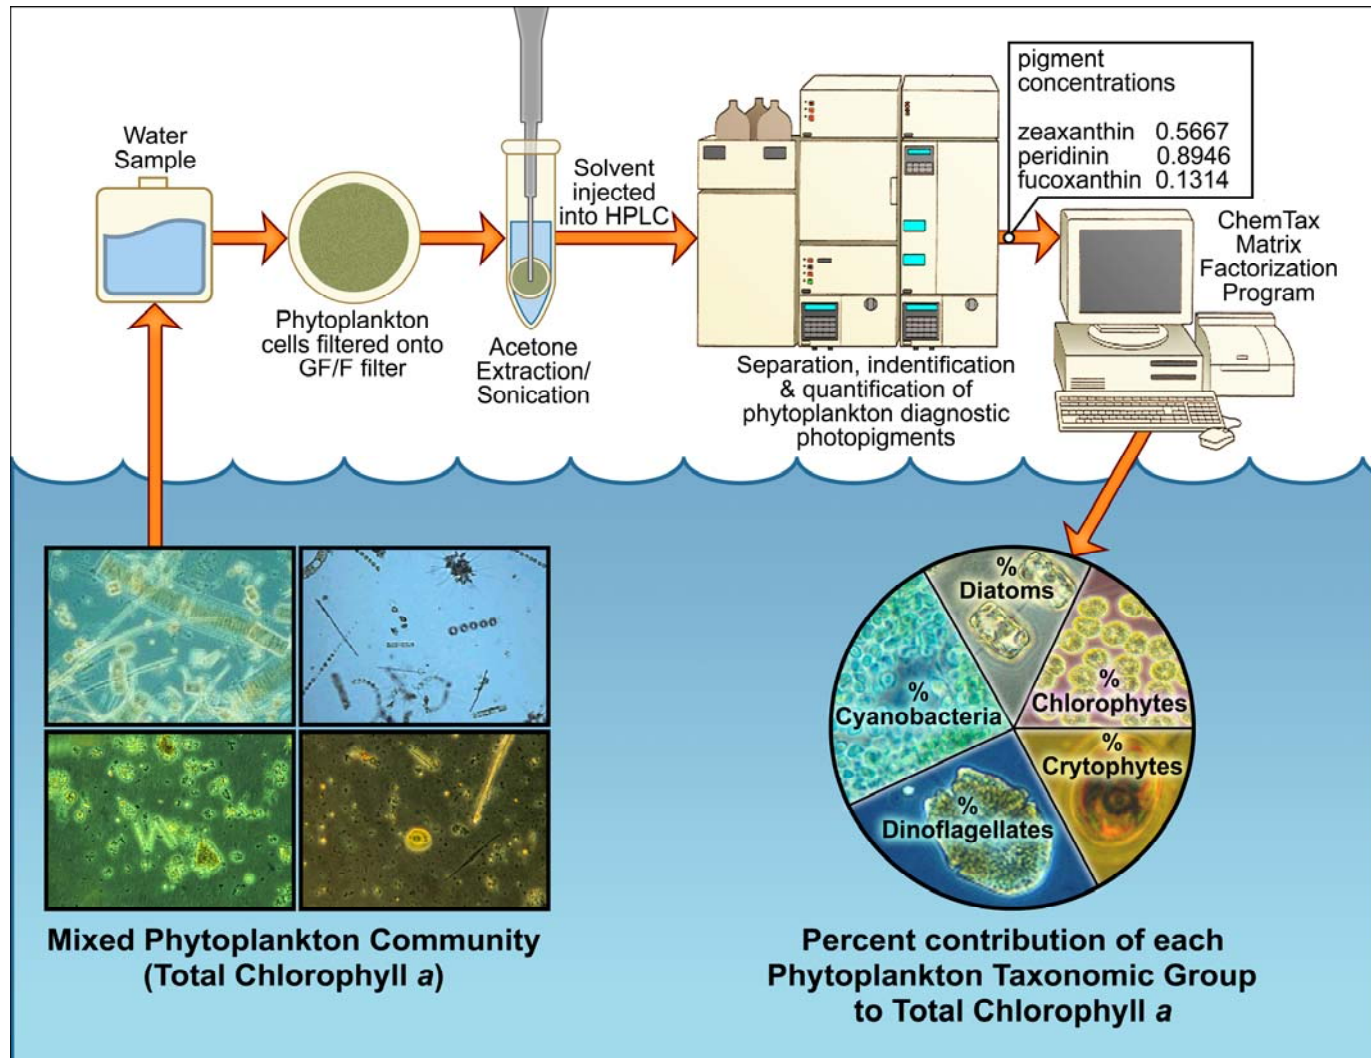 Water
Sample
Phytoplankton
cells filtered onto
GF/F filter
Acetone
Extraction/
Sonication
Solvent
injected
into HPLC
Separation, indentification
& quantification of
phytoplankton diagnostic
photopigments
pigment
concentrations
zeaxanthin 0.5667
peridinin 0.8946
fucoxanthin 0.1314
ChemTax
Matrix
Factorization
Program
Mixed Phytoplankton Community
(Total Chlorophyll a)
%
Diatoms
%
Chlorophytes
%
Cyanobacteria
%
Crytophytes
%
Dinoflagellates
Percent contribution of each
Phytoplankton Taxonomic Group
to Total Chlorophyll a